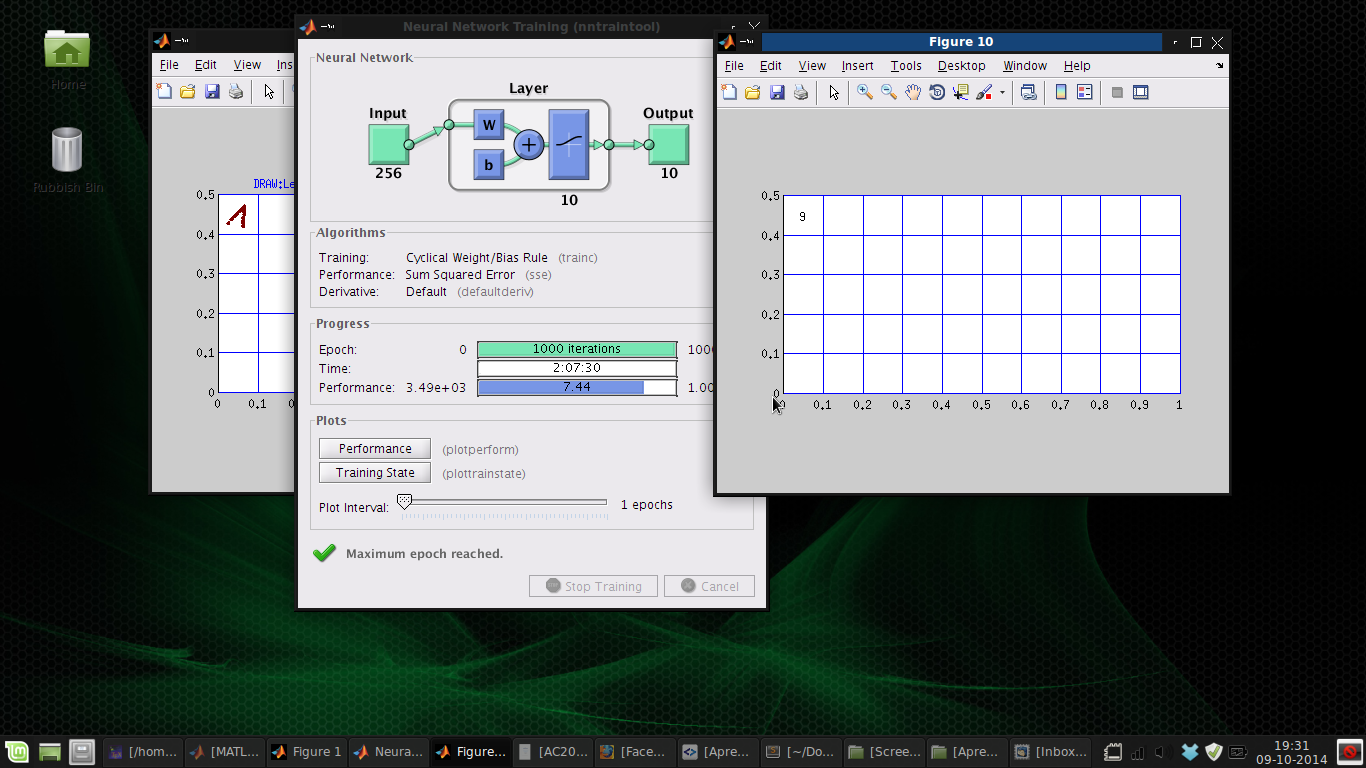 Home
Rubbish Bin
File Edit View Ins
DRAW:Le
0.5
0.4
0.3
0.2
0.1
0
0 0.1 0
Neural Network Training (nntraintool)
Neural Network
Layer
Input
Output
W
b
256
10
10
Algorithms
Training: Cyclical Weight/Bias Rule (trainc)
Performance: Sum Squared Error (sse)
Derivative: Default (defaultderiv)
Progress
Epoch: 0 1000 iterations 1000
Time: 2:07:30
Performance: 3.49e+03 7.44 1.00
Plots
Performance (plotperform)
Training State (plottrainstate)
Plot Interval: 1 epochs
Maximum epoch reached.
Stop Training Cancel
Figure 10
File Edit View Insert Tools Desktop Window Help
9
0.5
0.4
0.3
0.2
0.1
0
0.1 0.2 0.3 0.4 0.5 0.6 0.7 0.8 0.9 1
[/hom... [MATL... Figure 1 Neura... Figure... [AC20... [Face... [Apre... [~/Do... [Scree... [Apre... [Inbox...
19:31
09-10-2014